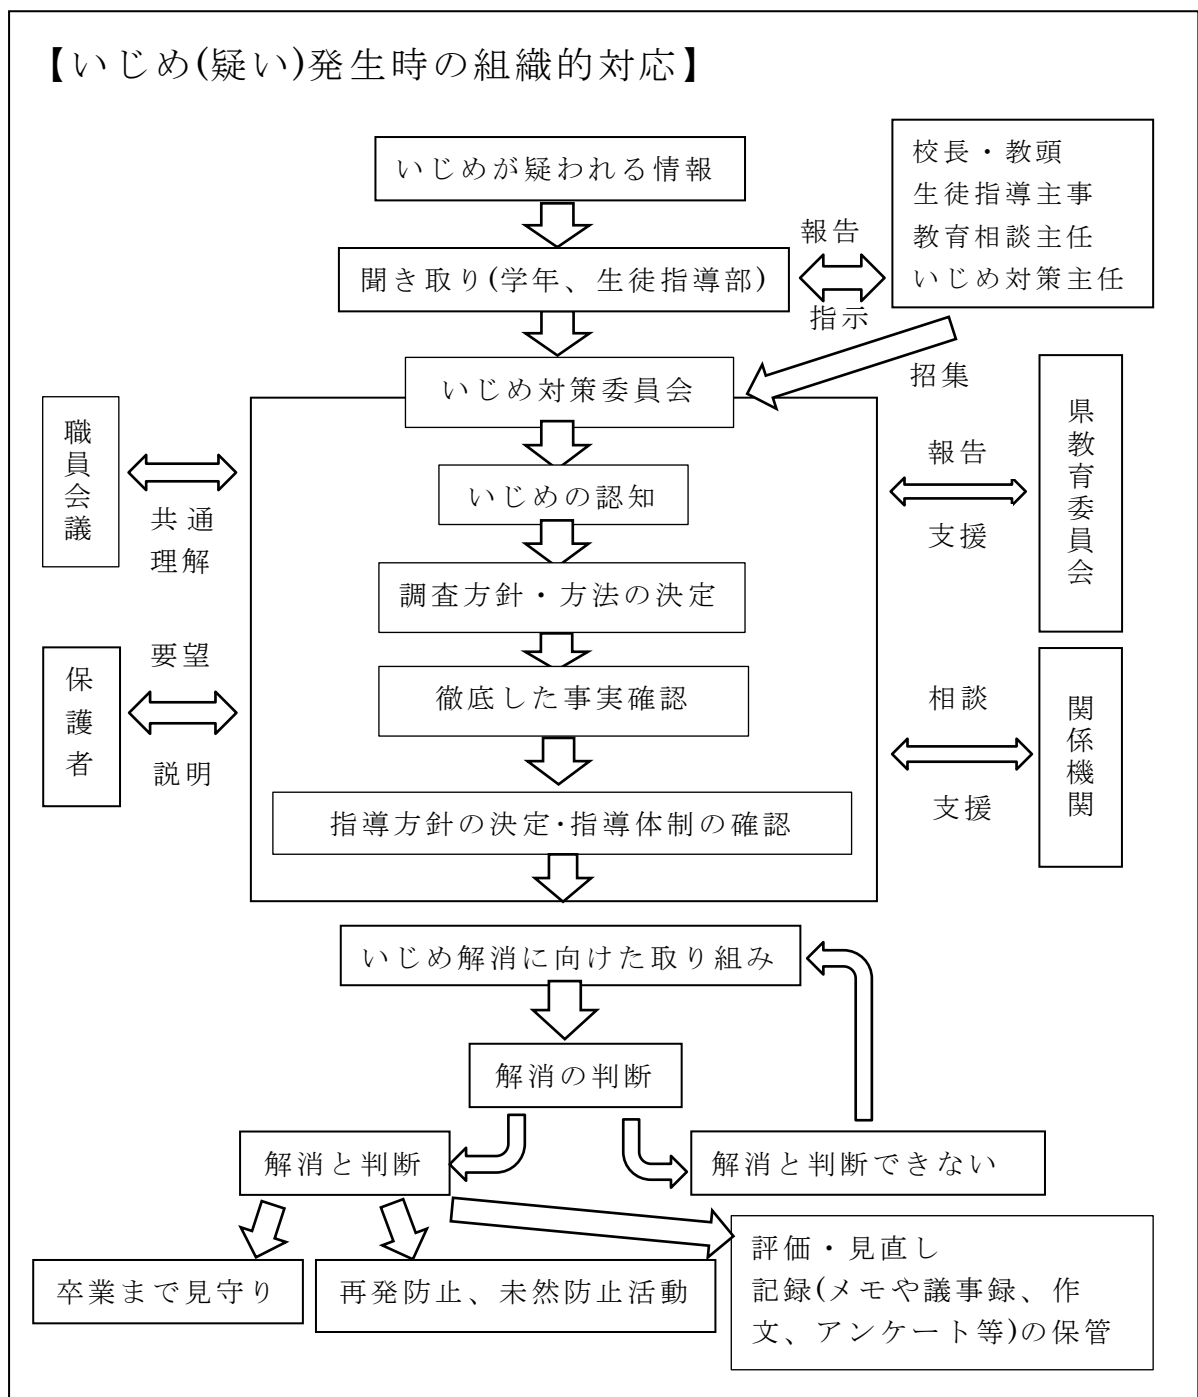 【いじめ(疑い)発生時の組織的対応】
いじめが疑われる情報
校長・教頭
生徒指導主事
教育相談主任
いじめ対策主任
報告
指示
聞き取り(学年、生徒指導部)
招集
いじめ対策委員会
職員会議
共通
理解
いじめの認知
報告
支援
県教育委員会
調査方針・方法の決定
保護者
要望
説明
徹底した事実確認
相談
支援
関係機関
指導方針の決定・指導体制の確認
いじめ解消に向けた取り組み
解消の判断
解消と判断
解消と判断できない
卒業まで見守り
再発防止、未然防止活動
評価・見直し
記録(メモや議事録、作
文、アンケート等)の保管